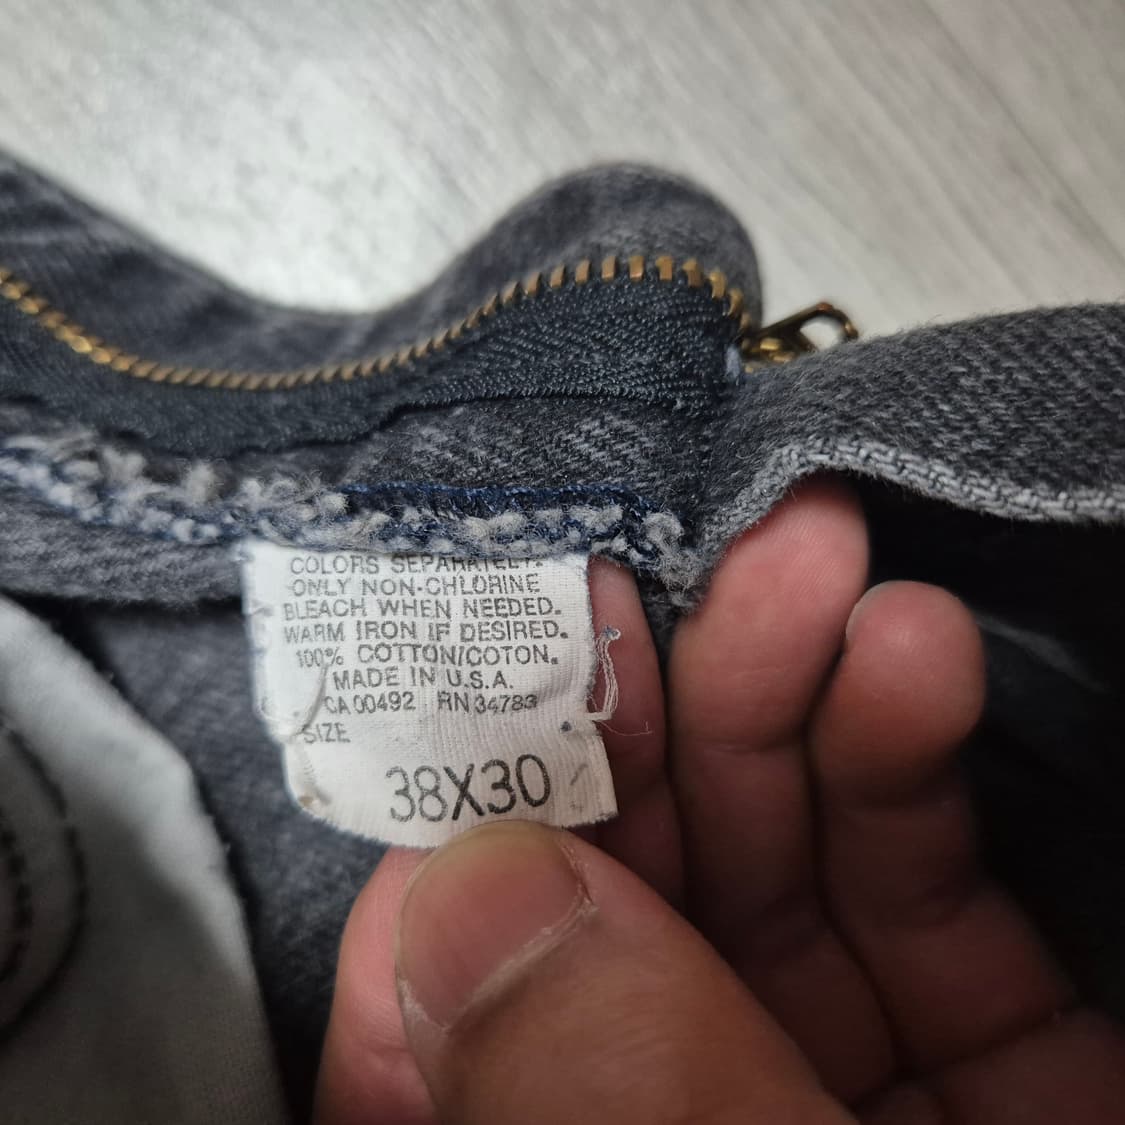 COLORS SEPARATELY.
ONLY NON-CHLORINE
BLEACH WHEN NEEDED.
WARM IRON IF DESIRED.
100% COTTON/COTON.
MADE IN U.S.A.
CA 00492 RN 34783
SIZE
38X30